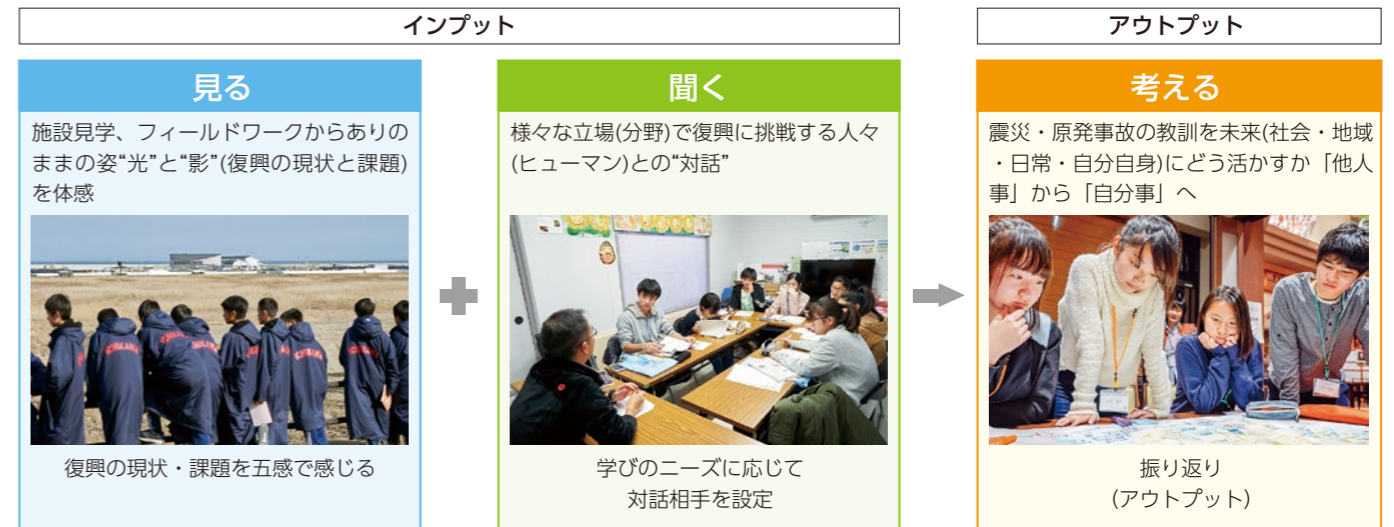 インプット
アウトプット
見る
施設見学、フィールドワークからありの
ままの姿“光”と“影”(復興の現状と課題)
を体感
復興の現状・課題を五感で感じる
聞く
様々な立場(分野)で復興に挑戦する人々
(ヒューマン)との“対話”
学びのニーズに応じて
対話相手を設定
考える
震災・原発事故の教訓を未来(社会・地域
・日常・自分自身)にどう活かすか「他人
事」から「自分事」へ
振り返り
(アウトプット)